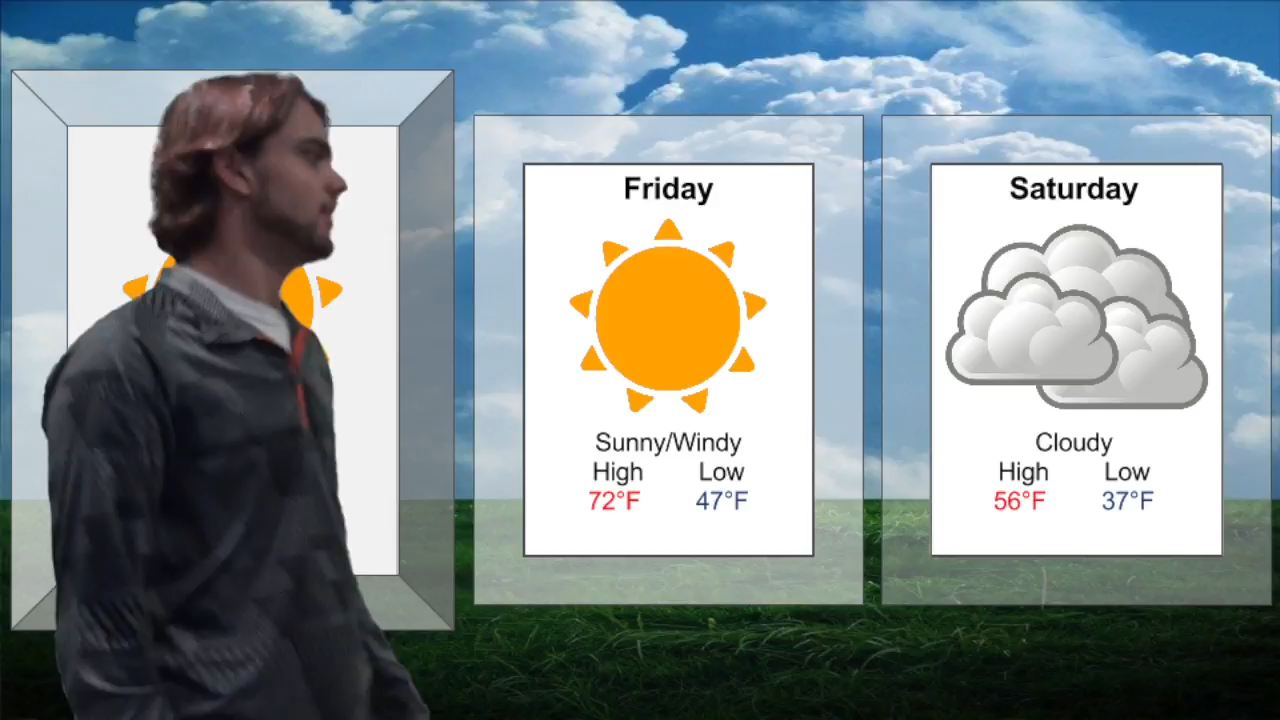 Friday
Sunny/Windy
High Low
72°F 47°F
Saturday
Cloudy
High Low
56°F 37°F